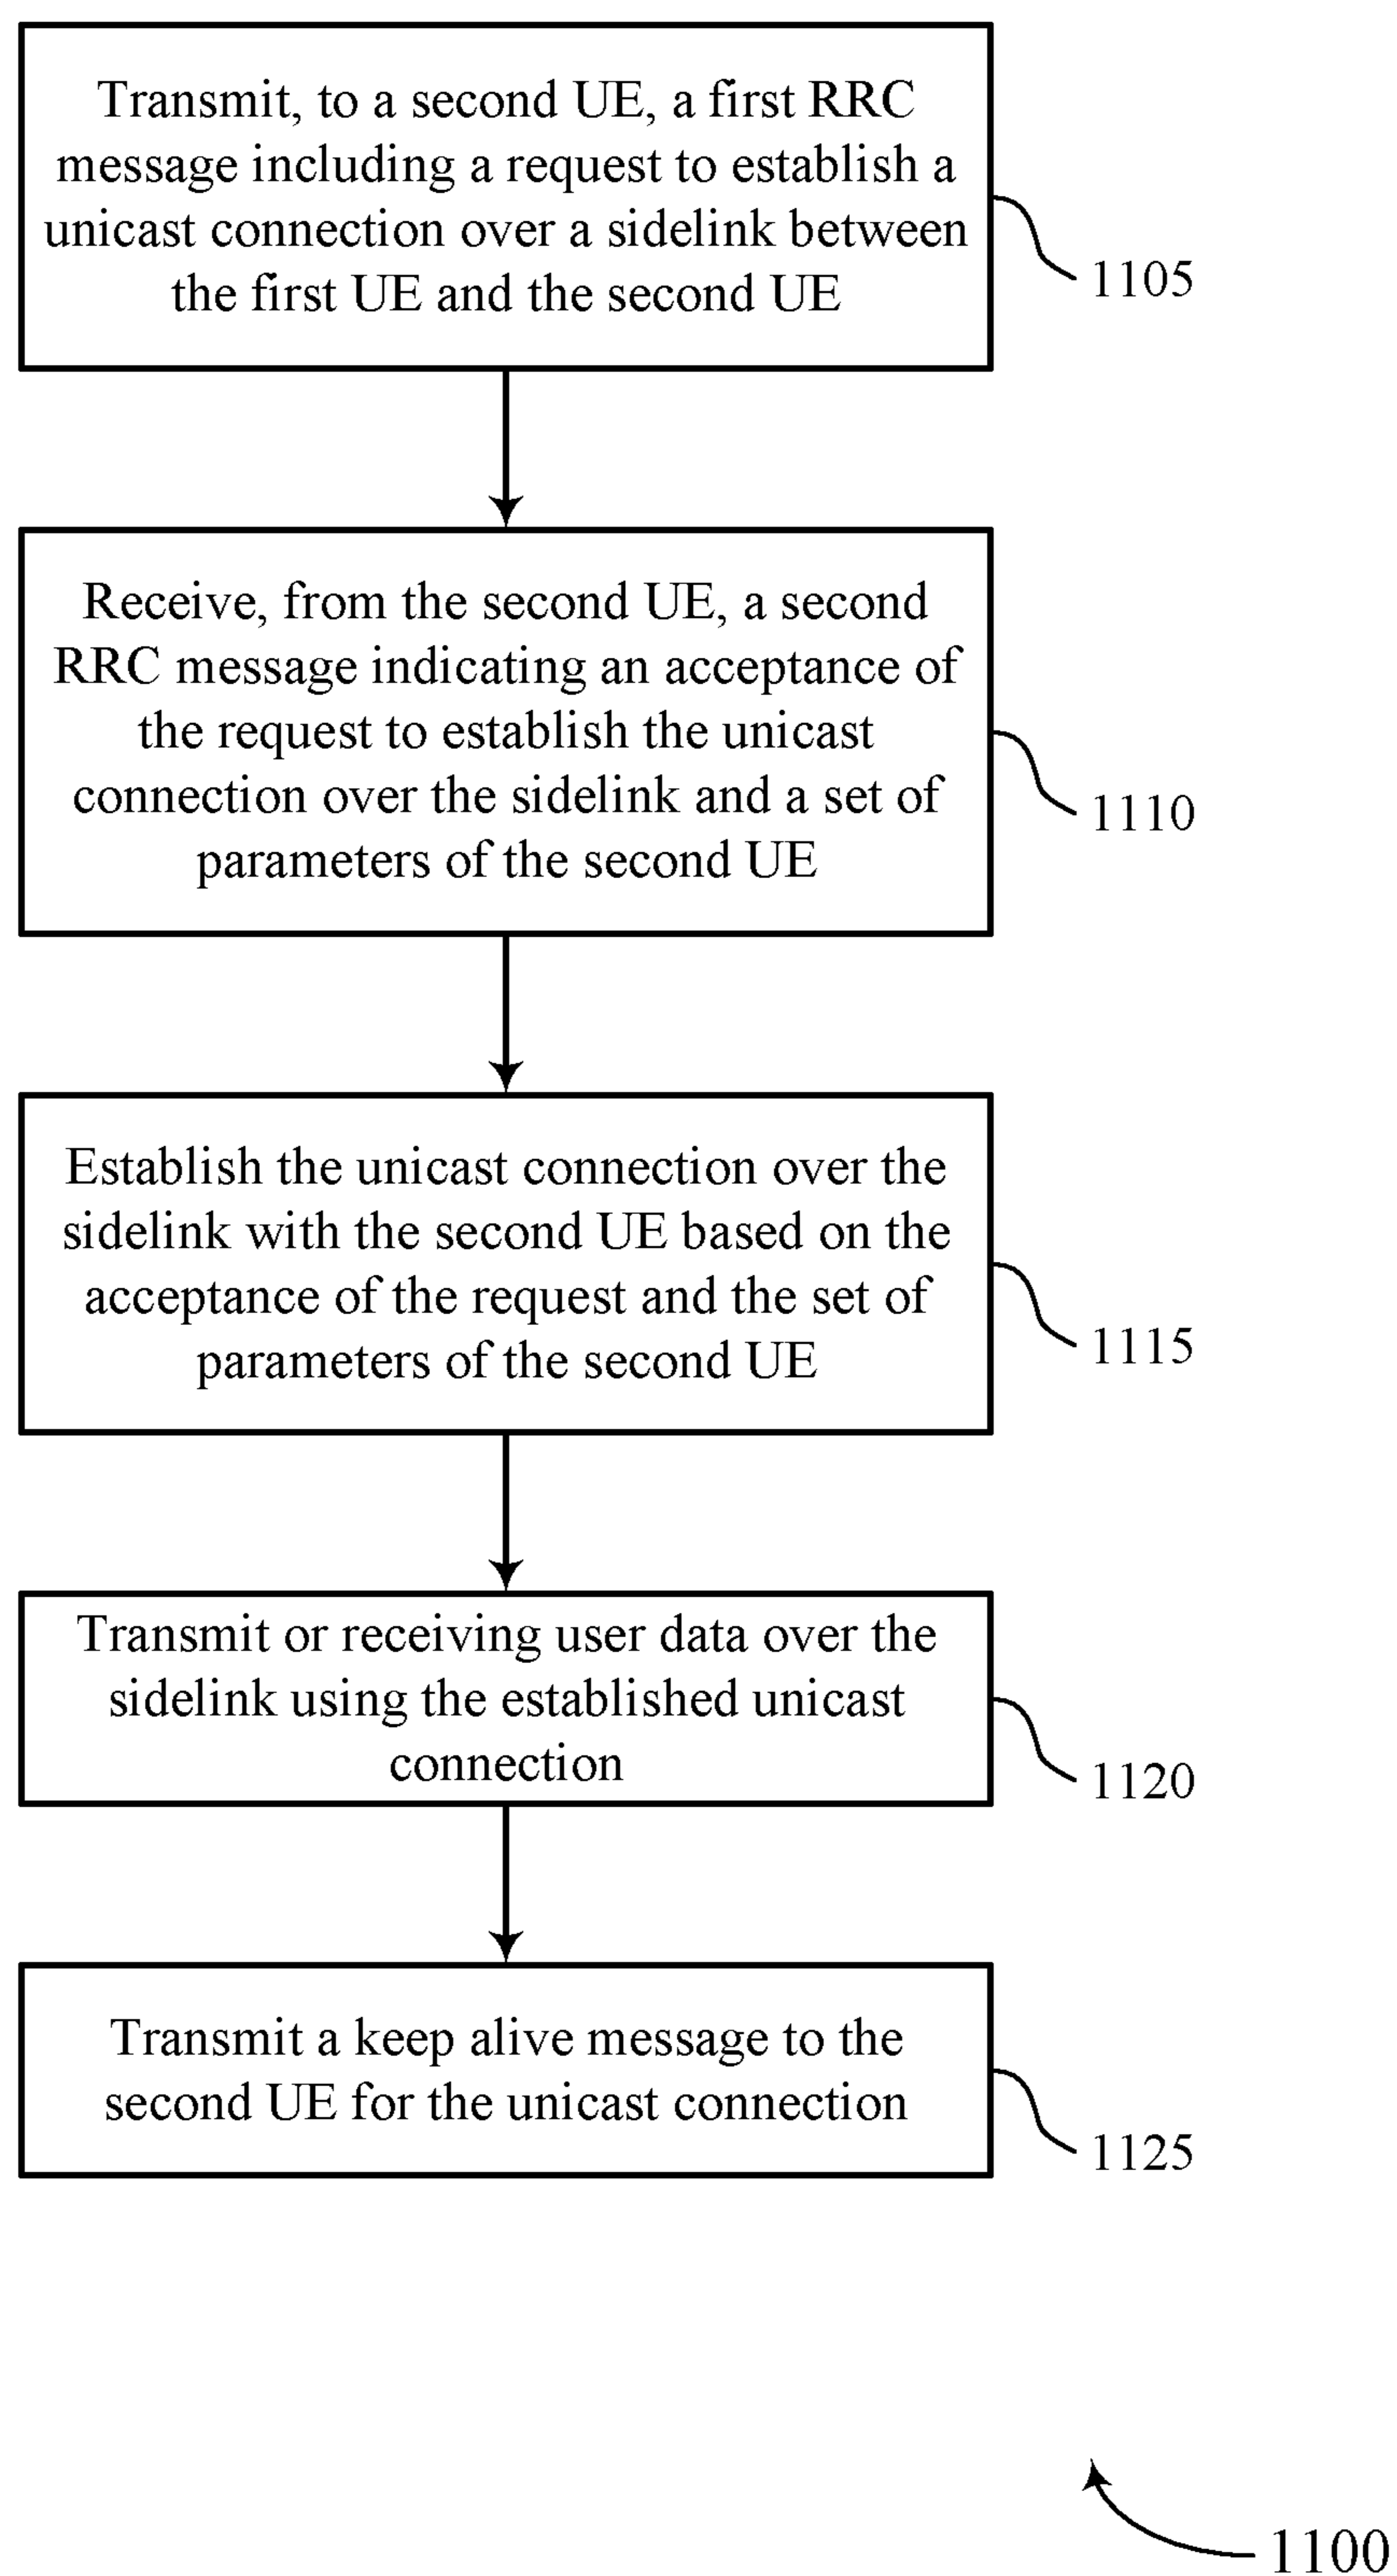 Transmit, to a second UE, a first RRC
message including a request to establish a
unicast connection over a sidelink between
the first UE and the second UE
1105
Receive, from the second UE, a second
RRC message indicating an acceptance of
the request to establish the unicast
connection over the sidelink and a set of
parameters of the second UE
1110
Establish the unicast connection over the
sidelink with the second UE based on the
acceptance of the request and the set of
parameters of the second UE
1115
Transmit or receiving user data over the
sidelink using the established unicast
connection
1120
Transmit a keep alive message to the
second UE for the unicast connection
1125
1100